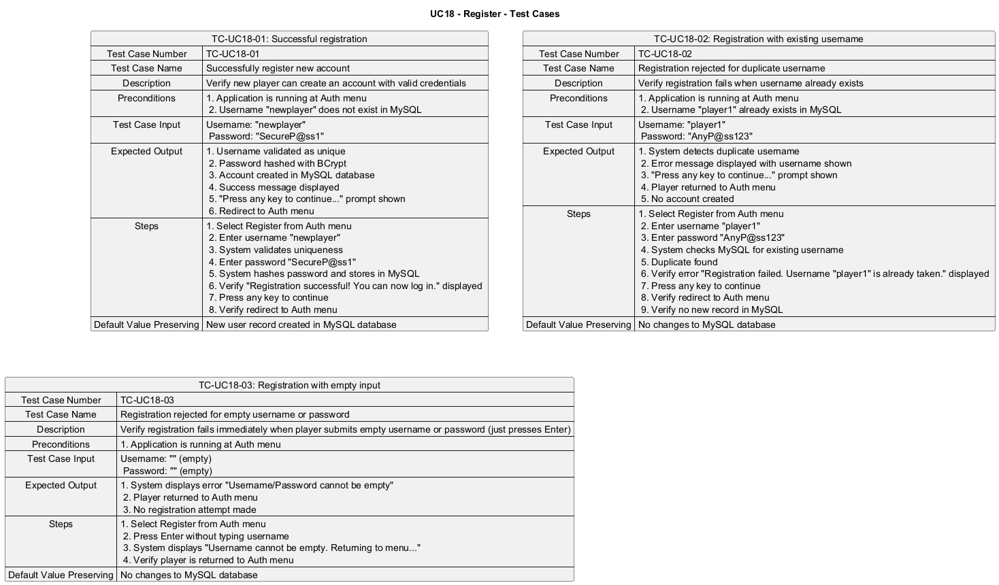 UC18 - Register - Test Cases
TC-UC18-01: Successful registration
Test Case Number TC-UC18-01
Test Case Name Successfully register new account
Description Verify new player can create an account with valid credentials
Preconditions 1. Application is running at Auth menu
2. Username "newplayer" does not exist in MySQL
Test Case Input Username: "newplayer"
Password: "SecureP@ss1"
Expected Output 1. Username validated as unique
2. Password hashed with BCrypt
3. Account created in MySQL database
4. Success message displayed
5. "Press any key to continue..." prompt shown
6. Redirect to Auth menu
Steps 1. Select Register from Auth menu
2. Enter username "newplayer"
3. System validates uniqueness
4. Enter password "SecureP@ss1"
5. System hashes password and stores in MySQL
6. Verify "Registration successful! You can now log in." displayed
7. Press any key to continue
8. Verify redirect to Auth menu
Default Value Preserving New user record created in MySQL database
TC-UC18-02: Registration with existing username
Test Case Number TC-UC18-02
Test Case Name Registration rejected for duplicate username
Description Verify registration fails when username already exists
Preconditions 1. Application is running at Auth menu
2. Username "player1" already exists in MySQL
Test Case Input Username: "player1"
Password: "AnyP@ss123"
Expected Output 1. System detects duplicate username
2. Error message displayed with username shown
3. "Press any key to continue..." prompt shown
4. Player returned to Auth menu
5. No account created
Steps 1. Select Register from Auth menu
2. Enter username "player1"
3. Enter password "AnyP@ss123"
4. System checks MySQL for existing username
5. Duplicate found
6. Verify error "Registration failed. Username "player1" is already taken." displayed
7. Press any key to continue
8. Verify redirect to Auth menu
9. Verify no new record in MySQL
Default Value Preserving No changes to MySQL database
TC-UC18-03: Registration with empty input
Test Case Number TC-UC18-03
Test Case Name Registration rejected for empty username or password
Description Verify registration fails immediately when player submits empty username or password (just presses Enter)
Preconditions 1. Application is running at Auth menu
Test Case Input Username: "" (empty)
Password: "" (empty)
Expected Output 1. System displays error "Username/Password cannot be empty"
2. Player returned to Auth menu
3. No registration attempt made
Steps 1. Select Register from Auth menu
2. Press Enter without typing username
3. System displays "Username cannot be empty. Returning to menu..."
4. Verify player is returned to Auth menu
Default Value Preserving No changes to MySQL database